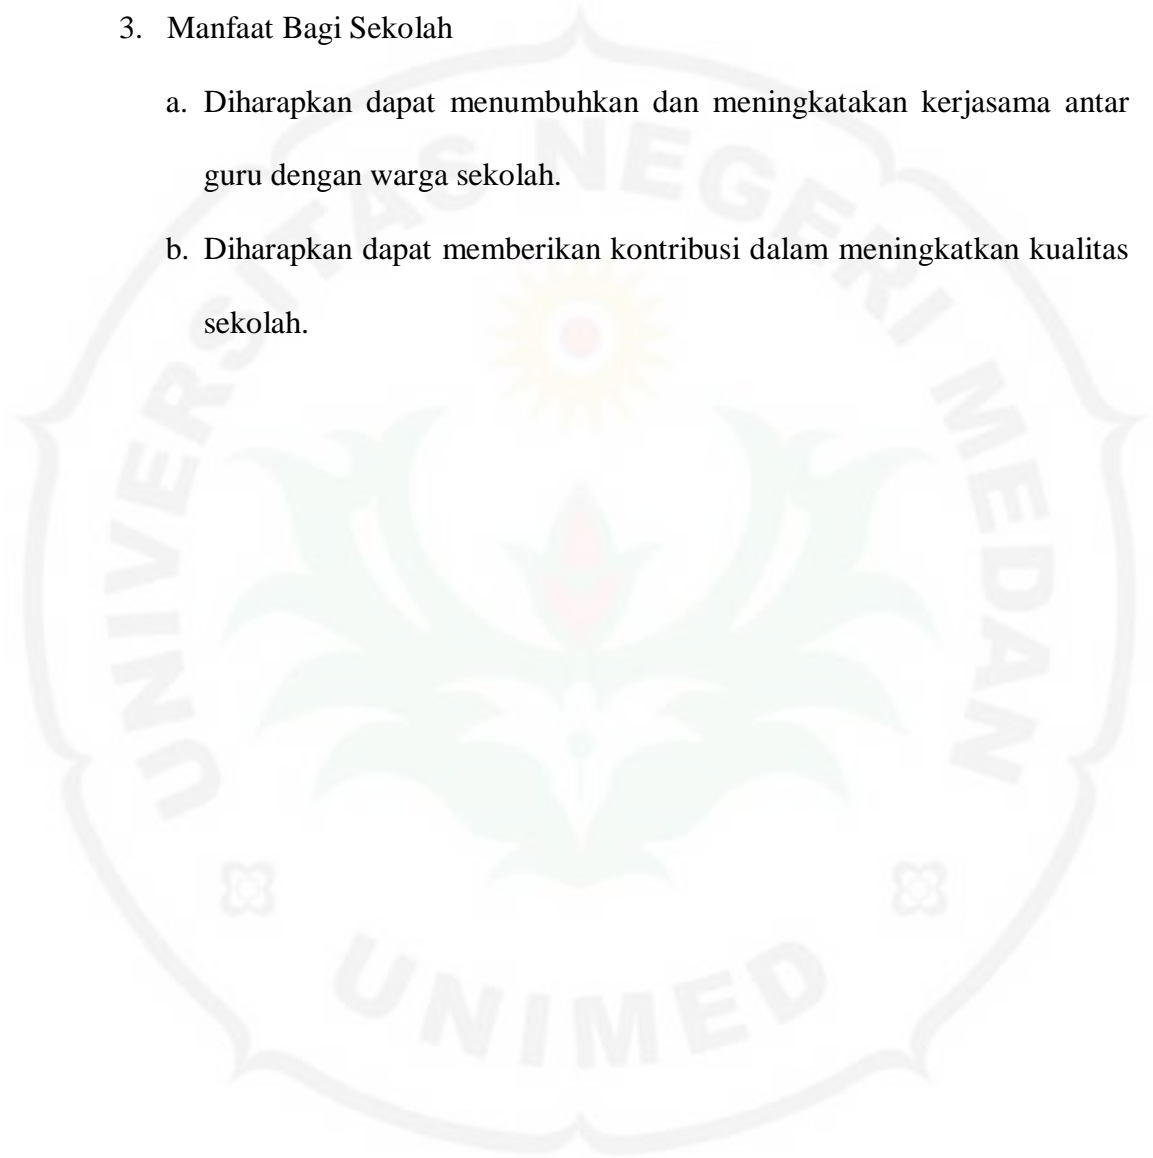 3. Manfaat Bagi Sekolah
a. Diharapkan dapat menumbuhkan dan meningkatakan kerjasama antar
guru dengan warga sekolah.
b. Diharapkan dapat memberikan kontribusi dalam meningkatkan kualitas
sekolah.
UNIVERSITAS NEGERI MEDAN
UNIMED